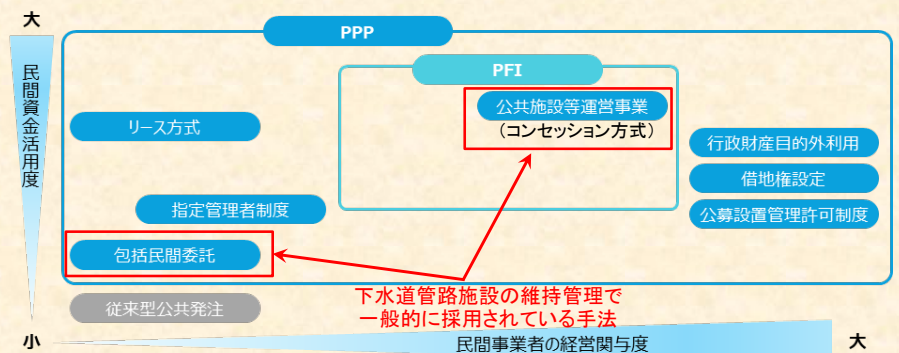 大
PPP
民間資金活用度
PFI
公共施設等運営事業
リース方式
（コンセッション方式）
行政財産目的外利用
借地権設定
指定管理者制度
公募設置管理許可制度
包括民間委託
従来型公共発注
下水道管路施設の維持管理で
一般的に採用されている手法
小
民間事業者の経営関与度
大